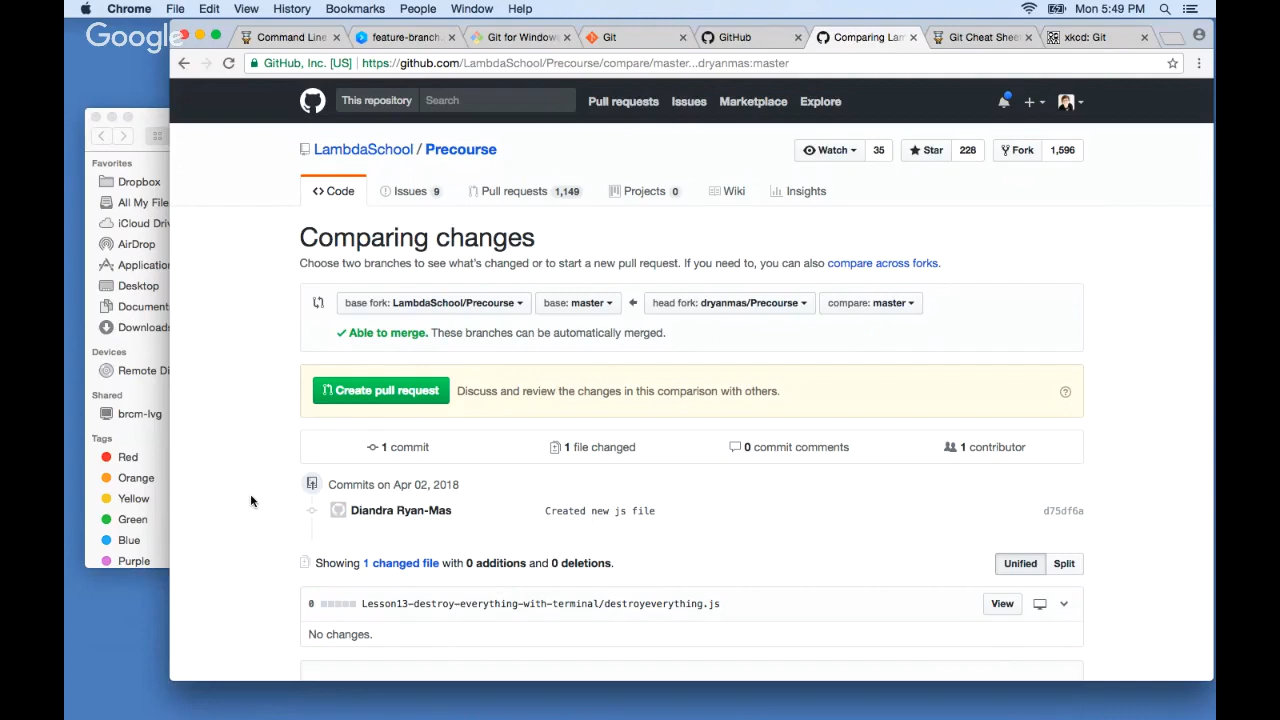 Chrome File Edit View History Bookmarks People Window Help Mon 5:49 PM
Google
Command Line feature-branch Git for Window Git GitHub Comparing Lam Git Cheat Shee xkcd: Git
GitHub, Inc. [US] https://github.com/LambdaSchool/Precourse/compare/master...dryanmas:master
This repository Search Pull requests Issues Marketplace Explore
LambdaSchool / Precourse Watch 35 Star 228 Fork 1,596
<> Code Issues 9 Pull requests 1,149 Projects 0 Wiki Insights
Comparing changes
Choose two branches to see what's changed or to start a new pull request. If you need to, you can also compare across forks.
base fork: LambdaSchool/Precourse base: master head fork: dryanmas/Precourse compare: master
Able to merge. These branches can be automatically merged.
Create pull request Discuss and review the changes in this comparison with others.
1 commit 1 file changed 0 commit comments 1 contributor
Commits on Apr 02, 2018
Diandra Ryan-Mas Created new js file d75df6a
Showing 1 changed file with 0 additions and 0 deletions. Unified Split
0 Lesson13-destroy-everything-with-terminal/destroyeverything.js View
No changes.
Favorites
Dropbox
All My File
iCloud Driv
AirDrop
Application
Desktop
Document
Downloads
Devices
Remote Di
Shared
brcm-lvg
Tags
Red
Orange
Yellow
Green
Blue
Purple